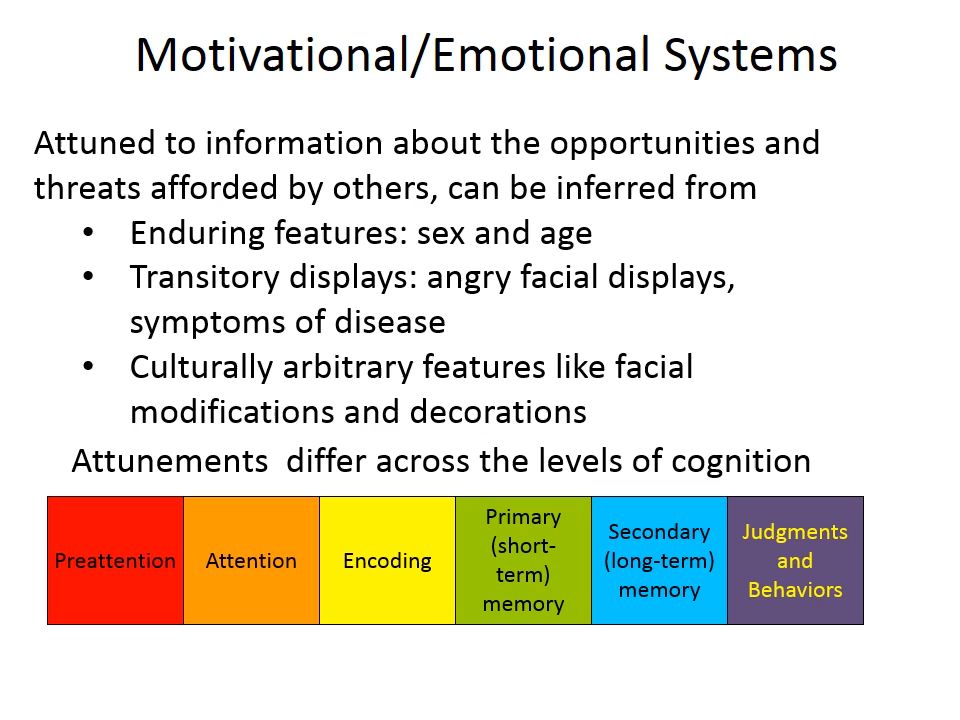 Motivational/Emotional Systems
Attuned to information about the opportunities and
threats afforded by others, can be inferred from
• Enduring features: sex and age
• Transitory displays: angry facial displays,
symptoms of disease
• Culturally arbitrary features like facial
modifications and decorations
Attunements  differ across the levels of cognition
Preattention
Attention
Encoding
Primary
(short-
term)
memory
Secondary
(long-term)
memory
Judgments
and
Behaviors